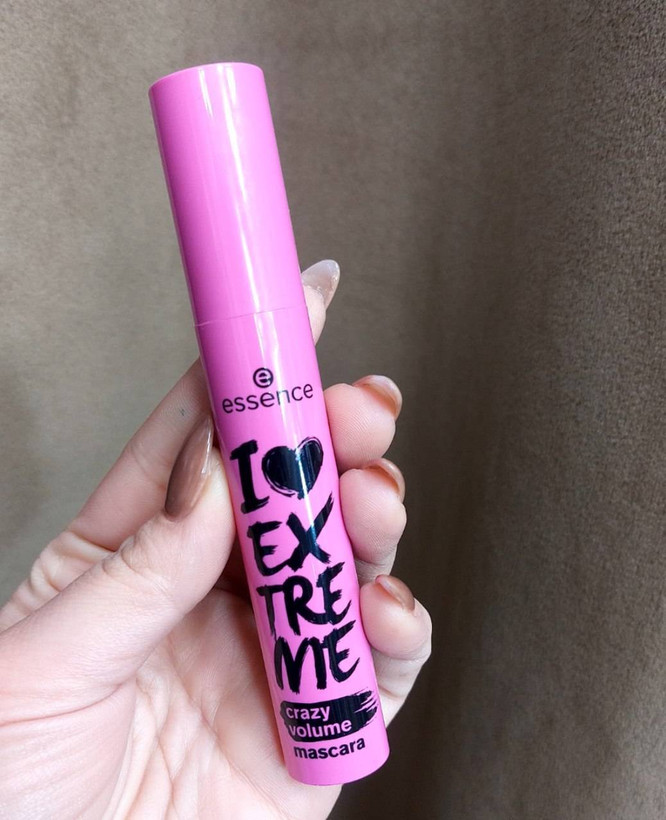 essence
I ♥
EX
TRE
ME
crazy
volume
mascara